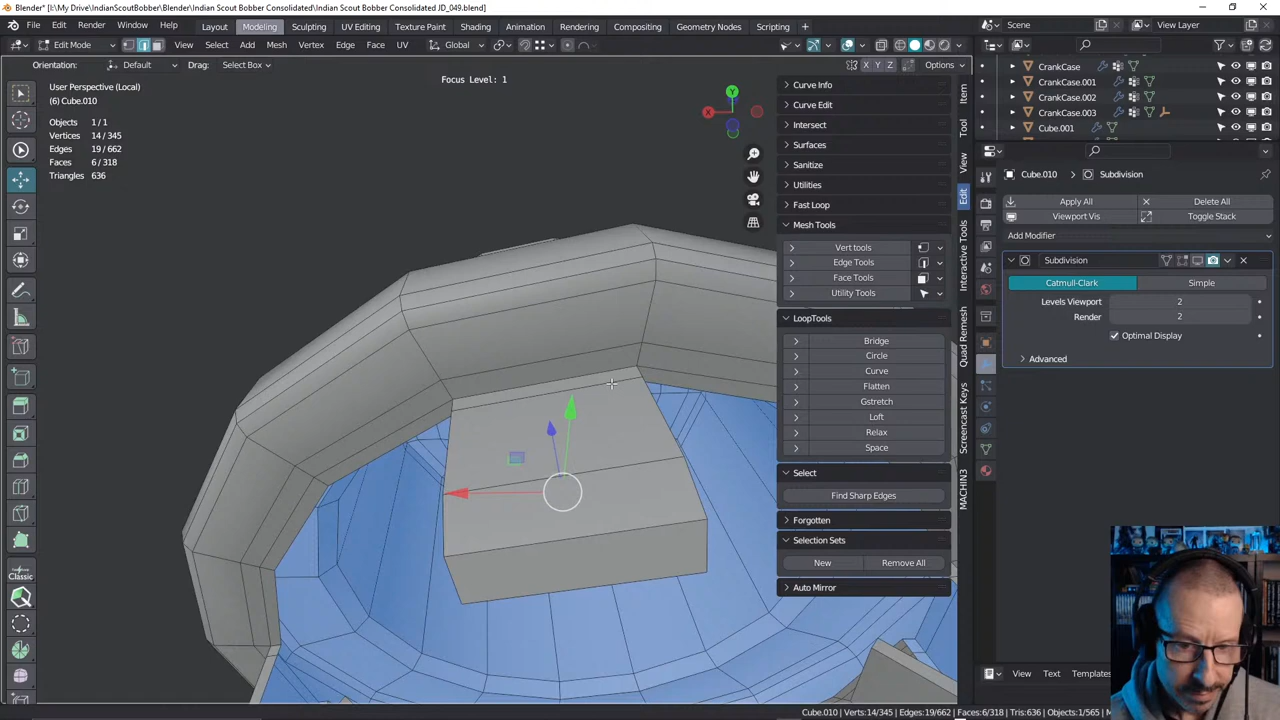 Blender* [I:\My Drive\IndianScoutBobber\Blender\Indian Scout Bobber Consolidated\Indian Scout Bobber Consolidated JD_049.blend]
File Edit Render Window Help Layout Modeling Sculpting UV Editing Texture Paint Shading Animation Rendering Compositing Geometry Nodes Scripting Scene View Layer
Edit Mode View Select Add Mesh Vertex Edge Face UV Global
Orientation: Default Drag: Select Box X Y Z Options
Focus Level: 1
User Perspective (Local)
(6) Cube.010
Objects 1/1
Vertices 14/345
Edges 19/662
Faces 6/318
Triangles 636
Classic
Y
X
Curve Info
Curve Edit
Intersect
Surfaces
Sanitize
Utilities
Fast Loop
Mesh Tools
Vert tools
Edge Tools
Face Tools
Utility Tools
LoopTools
Bridge
Circle
Curve
Flatten
Gstretch
Loft
Relax
Space
Select
Find Sharp Edges
Forgotten
Selection Sets
New Remove All
Auto Mirror
Item
Tool
View
Edit
Interactive Tools
Quad Remesh
Screencast Keys
MACHIN3
CrankCase
CrankCase.001
CrankCase.002
CrankCase.003
Cube.001
Cube.010 Subdivision
Apply All Delete All
Viewport Vis Toggle Stack
Add Modifier
Subdivision
Catmull-Clark Simple
Levels Viewport 2
Render 2
Optimal Display
Advanced
View Text Templates
Cube.010 | Verts:14/345 | Edges:19/662 | Faces:6/318 | Tris:636 | Objects:1/565